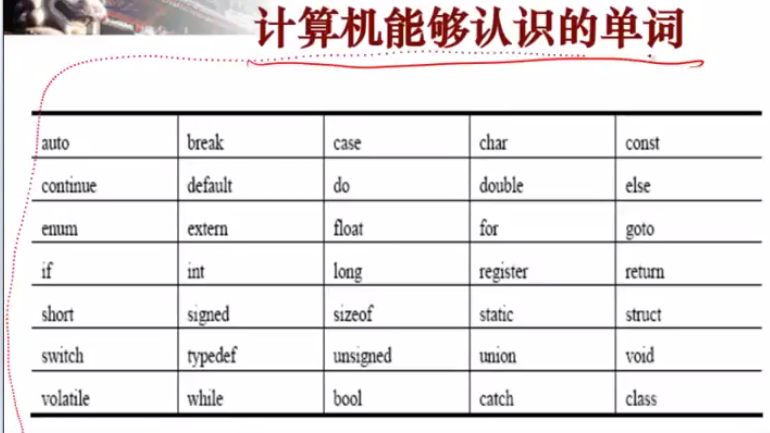 计算机能够认识的单词
auto break case char const
continue default do double else
enum extern float for goto
if int long register return
short signed sizeof static struct
switch typedef unsigned union void
volatile while bool catch class